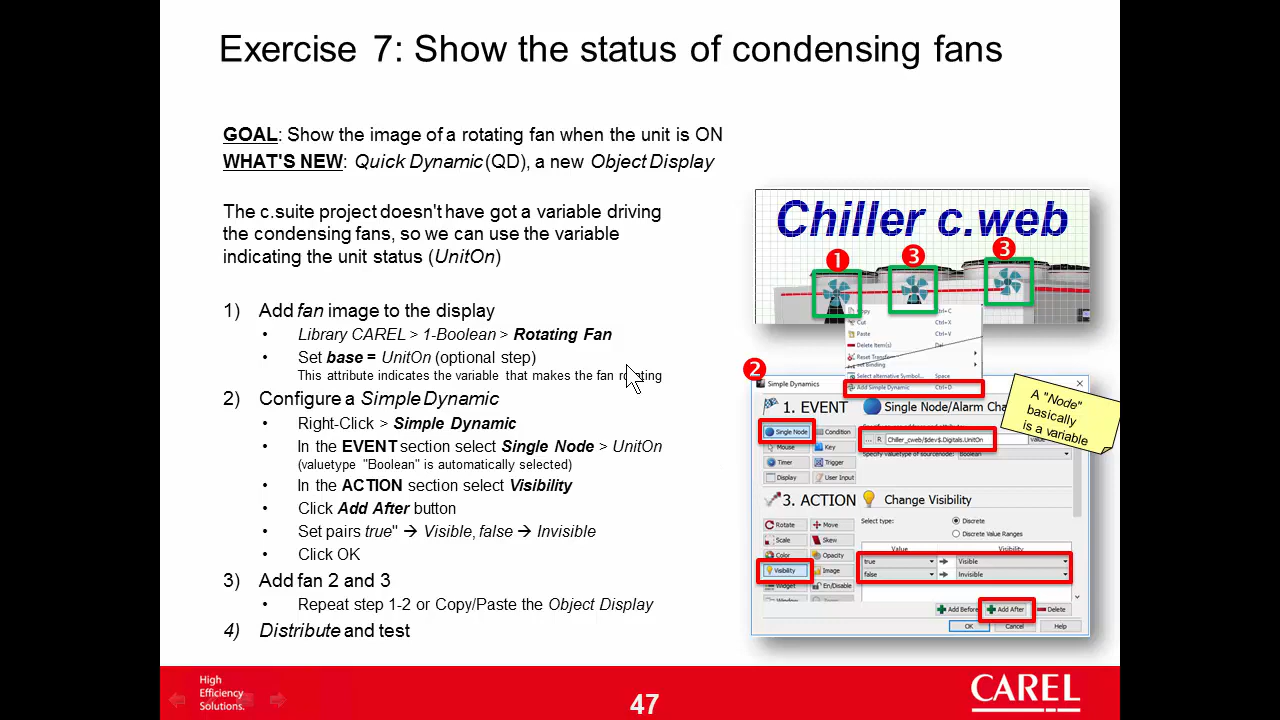 Exercise 7: Show the status of condensing fans
GOAL: Show the image of a rotating fan when the unit is ON
WHAT'S NEW: Quick Dynamic (QD), a new Object Display
The c.suite project doesn't have got a variable driving
the condensing fans, so we can use the variable
indicating the unit status (UnitOn)
1) Add fan image to the display
• Library CAREL > 1-Boolean > Rotating Fan
• Set base = UnitOn (optional step)
This attribute indicates the variable that makes the fan rotating
2) Configure a Simple Dynamic
• Right-Click > Simple Dynamic
• In the EVENT section select Single Node > UnitOn
(valuetype "Boolean" is automatically selected)
• In the ACTION section select Visibility
• Click Add After button
• Set pairs true" → Visible, false → Invisible
• Click OK
3) Add fan 2 and 3
• Repeat step 1-2 or Copy/Paste the Object Display
4) Distribute and test
Chiller c.web
1 3 3
Copy Ctrl+C
Cut Ctrl+X
Paste Ctrl+V
Delete Item(s) Del
Reset Transform
Select alternative Symbol... Space
Add Simple Dynamic Ctrl+D
2
Simple Dynamics
1. EVENT Single Node/Alarm Cha
Single Node Condition
... R Chiller_cweb/$dev$.Digitals.UnitOn Value
Mouse Key
Specify valuetype of sourcenode: Boolean
Timer Trigger
Display User Input
A "Node"
basically
is a variable
3. ACTION Change Visibility
Rotate Move
Select type: Discrete
Scale Skew
Discrete Value Ranges
Color Opacity
Value Visibility
true Visible
Visibility Image
false Invisible
Widget En/Disable
Add Before Add After Delete
OK Cancel Help
High
Efficiency
Solutions.
47
CAREL